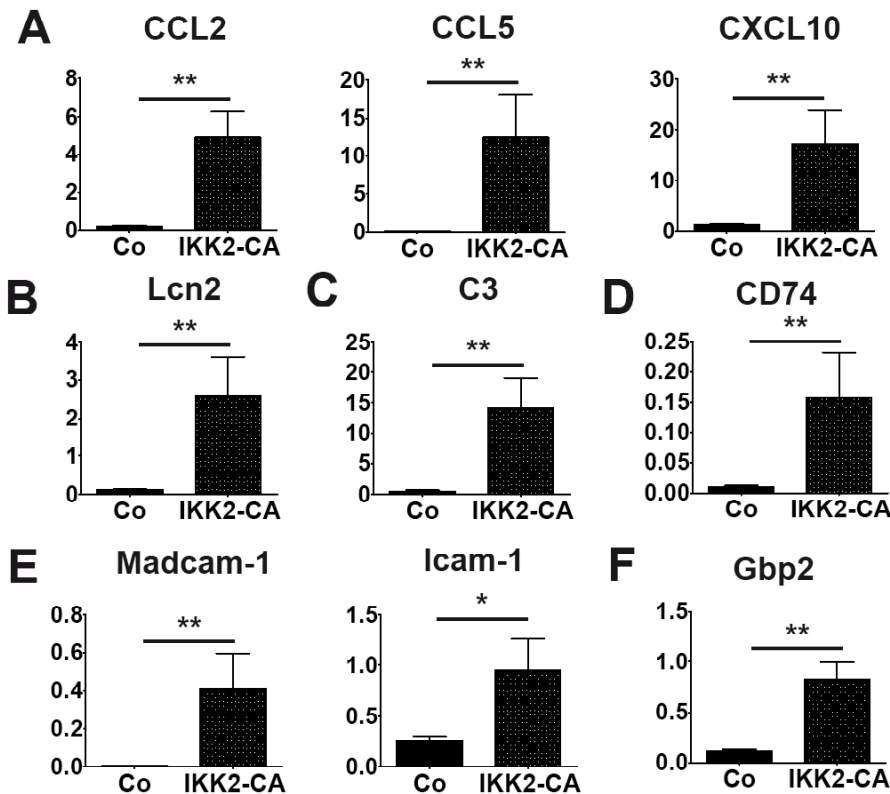 A
CCL2
CCL5
CXCL10
8
6
4
2
0
**
Co IKK2-CA
20
15
10
5
0
**
Co IKK2-CA
30
20
10
0
**
Co IKK2-CA
B
Lcn2
4
3
2
1
0
**
Co IKK2-CA
C
C3
25
20
15
10
5
0
**
Co IKK2-CA
D
CD74
0.25
0.20
0.15
0.10
0.05
0.00
**
Co IKK2-CA
E
Madcam-1
0.8
0.6
0.4
0.2
0.0
**
Co IKK2-CA
Icam-1
1.5
1.0
0.5
0.0
*
Co IKK2-CA
F
Gbp2
1.5
1.0
0.5
0.0
**
Co IKK2-CA